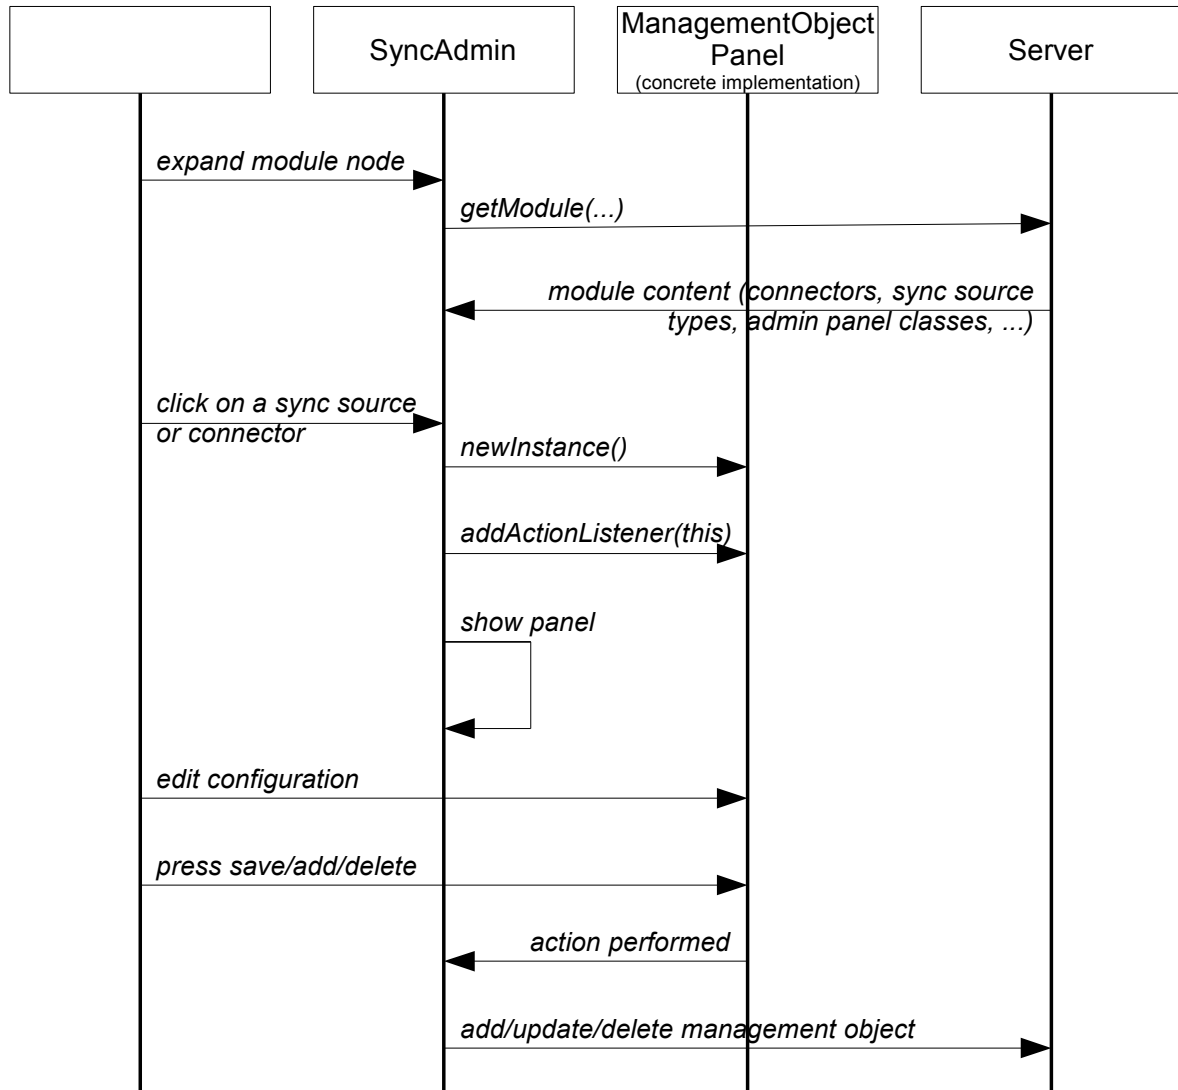 SyncAdmin
ManagementObject
Panel
(concrete implementation)
Server
expand module node
getModule(...)
module content (connectors, sync source
types, admin panel classes, ...)
click on a sync source
or connector
newInstance()
addActionListener(this)
show panel
edit configuration
press save/add/delete
action performed
add/update/delete management object